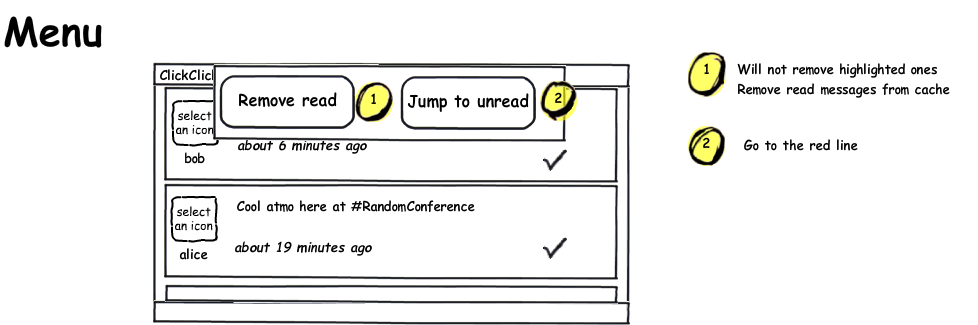 Menu
ClickClic
Remove read
1
Jump to unread
2
select
an icon
bob
about 6 minutes ago
select
an icon
alice
Cool atmo here at #RandomConference
about 19 minutes ago
1
Will not remove highlighted ones
Remove read messages from cache
2
Go to the red line